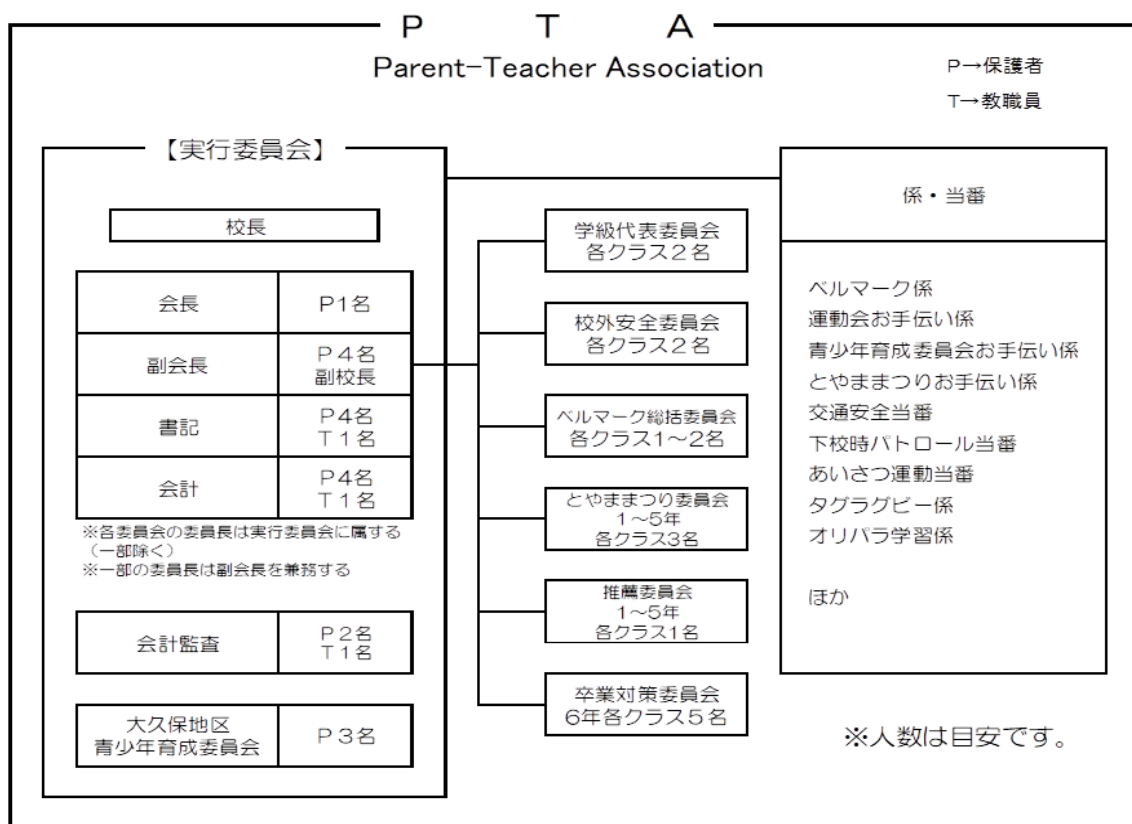 P T A
Parent-Teacher Association
P→保護者
T→教職員
【実行委員会】
校長
会長
P1名
副会長
P4名
副校長
書記
P4名
T1名
会計
P4名
T1名
※各委員会の委員長は実行委員会に属する
（一部除く）
※一部の委員長は副会長を兼務する
会計監査
P2名
T1名
大久保地区
青少年育成委員会
P3名
学級代表委員会
各クラス2名
校外安全委員会
各クラス2名
ベルマーク総括委員会
各クラス1～2名
とやままつり委員会
1～5年
各クラス3名
推薦委員会
1～5年
各クラス1名
卒業対策委員会
6年各クラス5名
係・当番
ベルマーク係
運動会お手伝い係
青少年育成委員会お手伝い係
とやままつりお手伝い係
交通安全当番
下校時パトロール当番
あいさつ運動当番
タグラグビー係
オリパラ学習係
ほか
※人数は目安です。